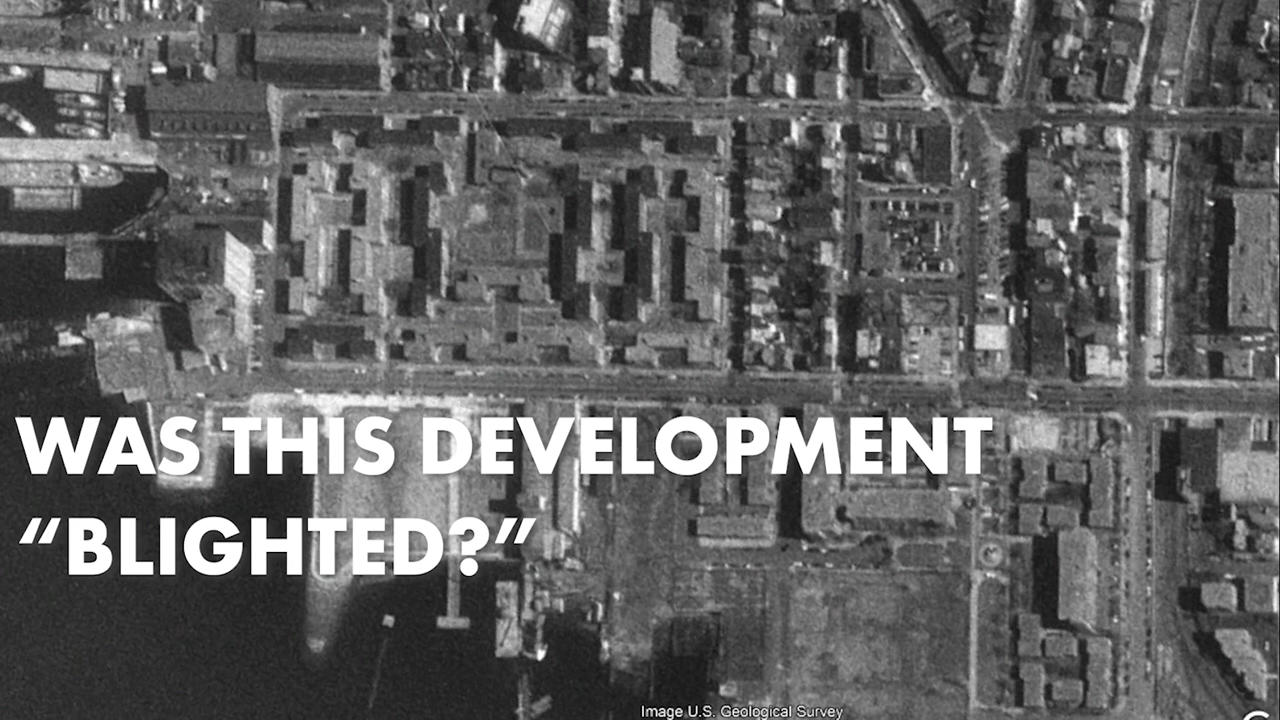 WAS THIS DEVELOPMENT
“BLIGHTED?”
Image U.S. Geological Survey